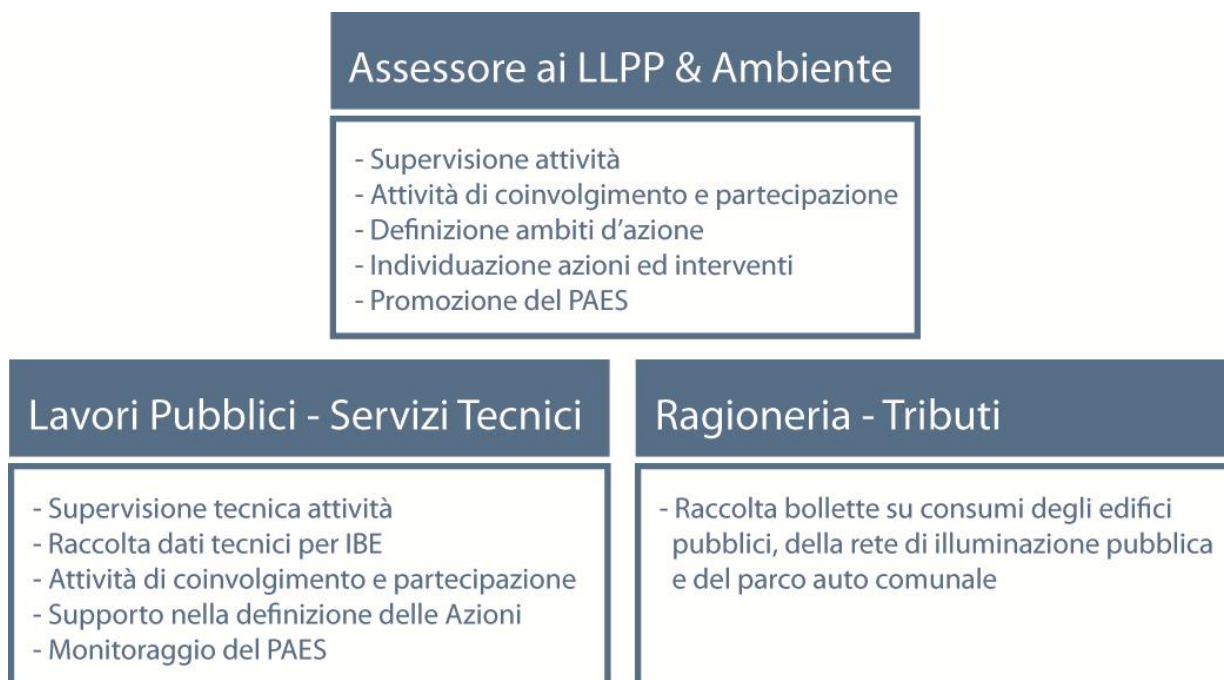 Assessore ai LLPP & Ambiente
- Supervisione attività
- Attività di coinvolgimento e partecipazione
- Definizione ambiti d'azione
- Individuazione azioni ed interventi
- Promozione del PAES
Lavori Pubblici - Servizi Tecnici
- Supervisione tecnica attività
- Raccolta dati tecnici per IBE
- Attività di coinvolgimento e partecipazione
- Supporto nella definizione delle Azioni
- Monitoraggio del PAES
Ragioneria - Tributi
- Raccolta bollette su consumi degli edifici
pubblici, della rete di illuminazione pubblica
e del parco auto comunale